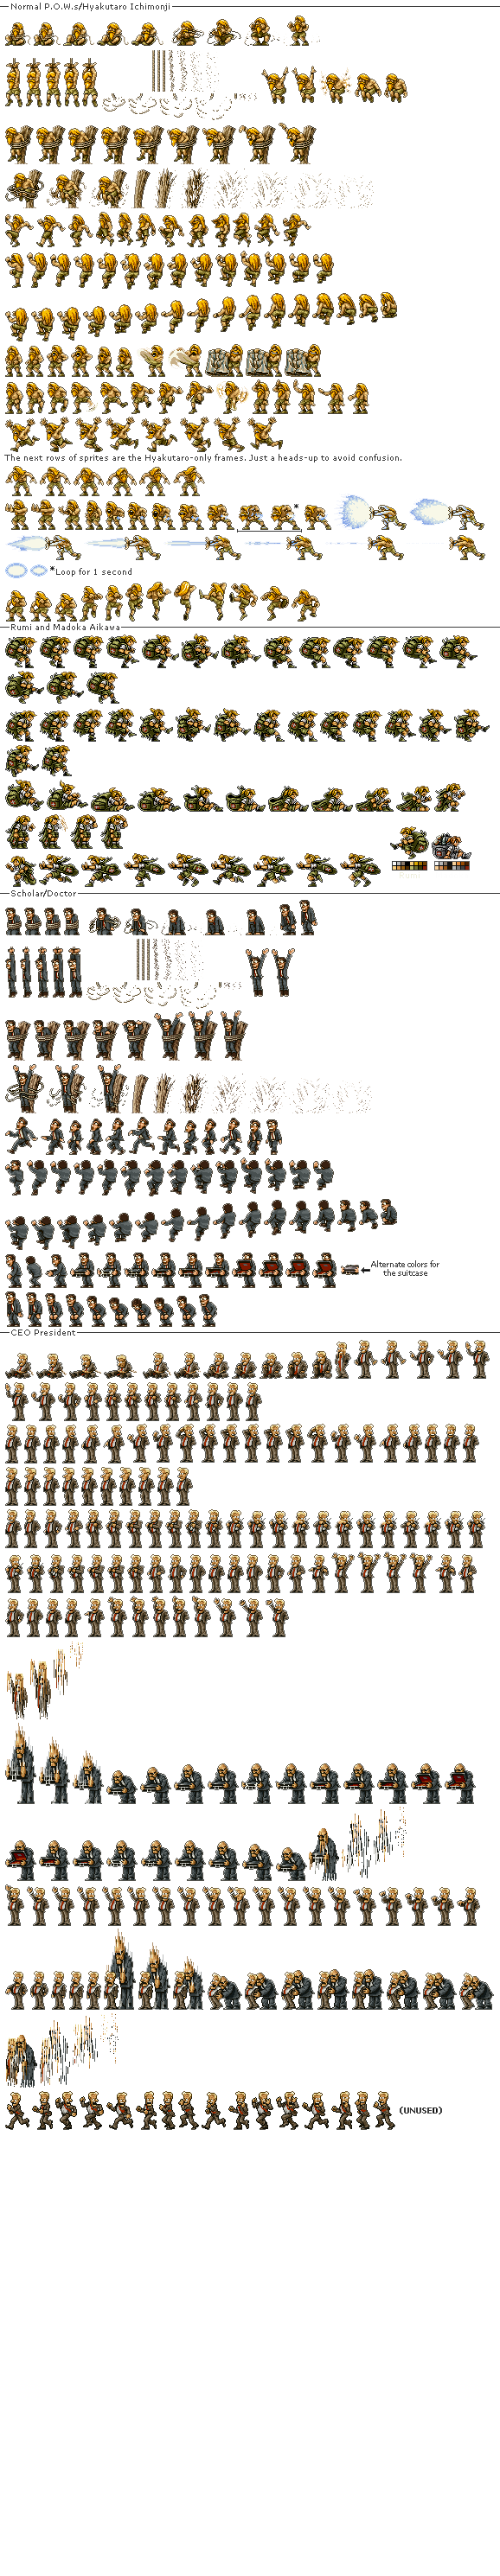 Normal P.O.W.s/Hyakutaro Ichimonji
The next rows of sprites are the Hyakutaro-only frames. Just a heads-up to avoid confusion.
*
*Loop for 1 second
Rumi and Madoka Aikawa
Scholar/Doctor
Alternate colors for
the suitcase
CEO President
(UNUSED)